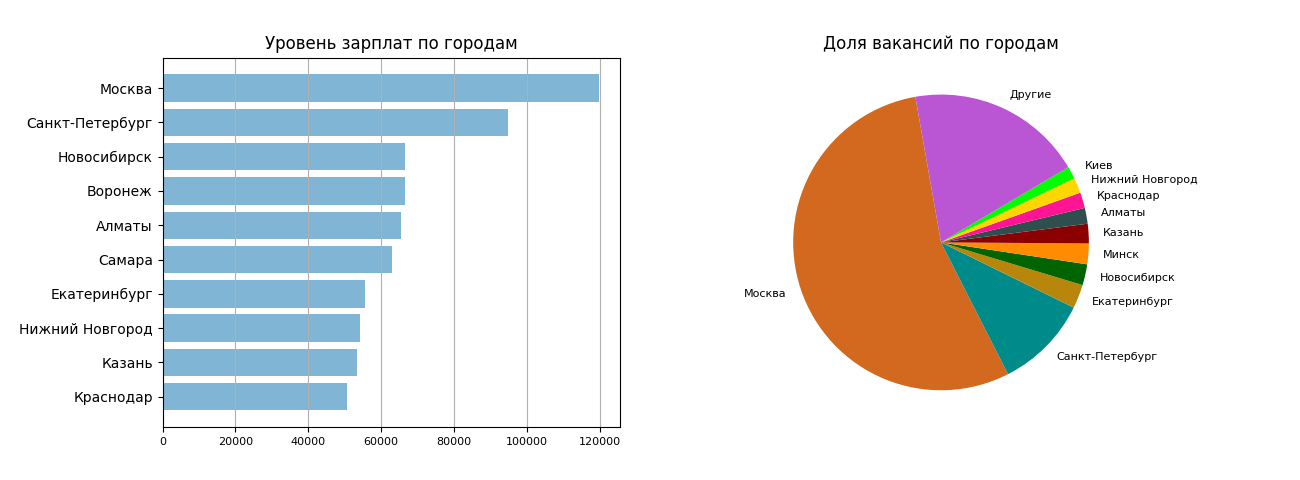 Уровень зарплат по городам
Москва
Санкт-Петербург
Новосибирск
Воронеж
Алматы
Самара
Екатеринбург
Нижний Новгород
Казань
Краснодар
0 20000 40000 60000 80000 100000 120000
Доля вакансий по городам
Другие
Киев
Нижний Новгород
Краснодар
Алматы
Казань
Минск
Новосибирск
Екатеринбург
Санкт-Петербург
Москва